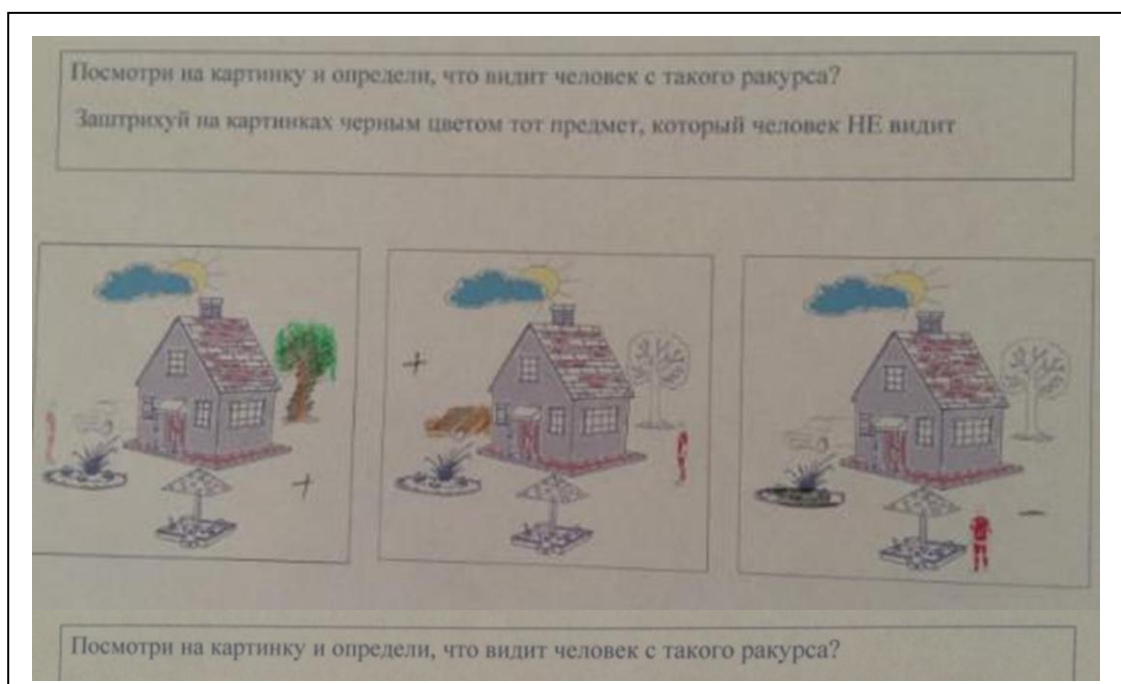 Посмотри на картинку и определи, что видит человек с такого ракурса?
Заштрихуй на картинках черным цветом тот предмет, который человек НЕ видит
Посмотри на картинку и определи, что видит человек с такого ракурса?